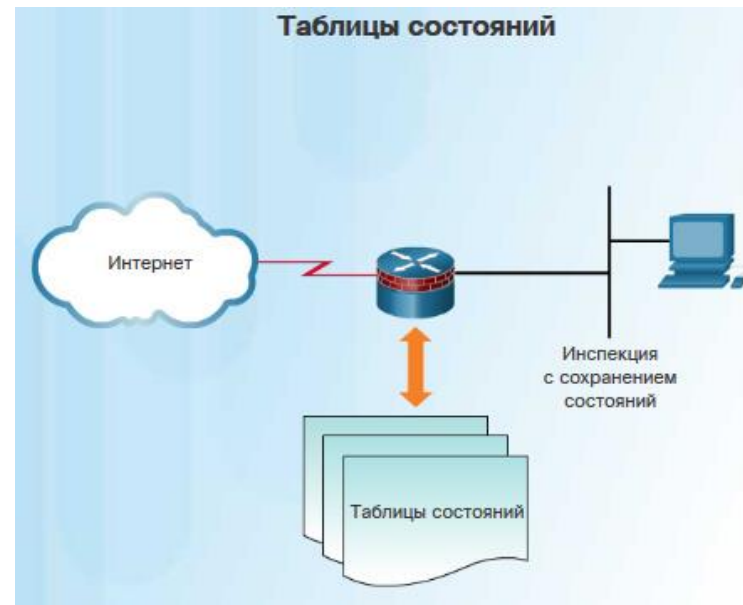 Таблицы состояний
Интернет
Инспекция
с сохранением
состояний
Таблицы состояний